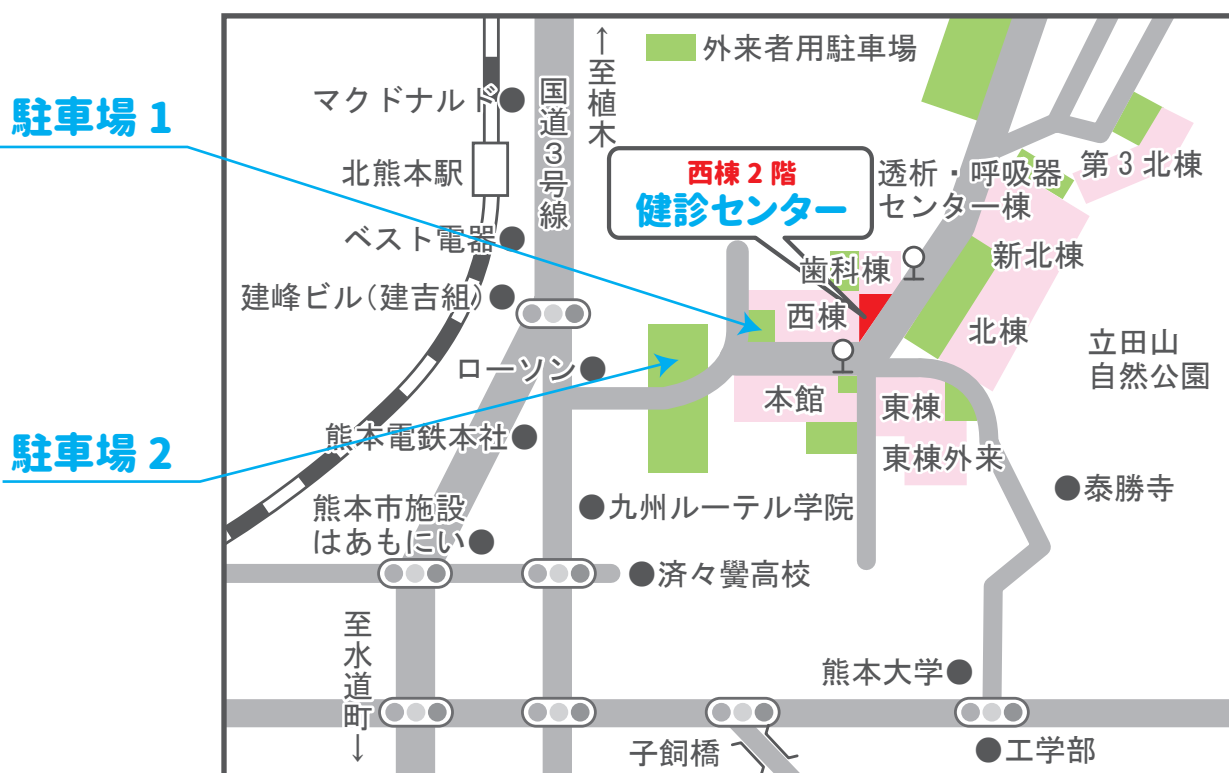 外来者用駐車場
←至植木
国道3号線
マクドナルド
駐車場 1
北熊本駅
西棟 2 階
健診センター
透析・呼吸器
センター棟
第 3 北棟
ベスト電器
歯科棟
新北棟
建峰ビル(建吉組)
西棟
北棟
立田山
自然公園
ローソン
本館
東棟
駐車場 2
熊本電鉄本社
東棟外来
泰勝寺
熊本市施設
はあもにい
九州ルーテル学院
済々黌高校
至水道町→
熊本大学
子飼橋
工学部